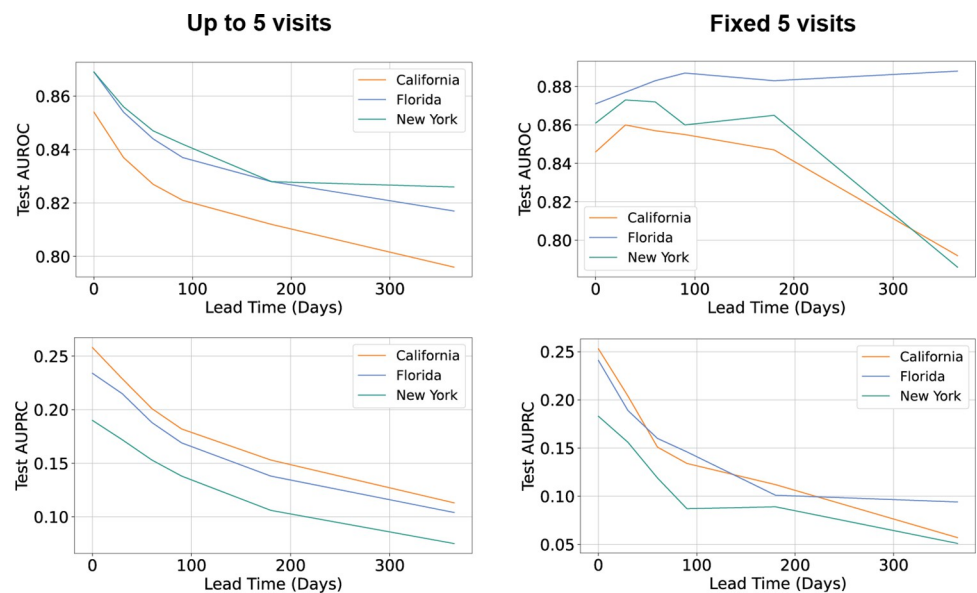 Up to 5 visits
Fixed 5 visits
Test AUROC
0.86
0.84
0.82
0.80
California
Florida
New York
0
100
200
300
Lead Time (Days)
Test AUROC
0.88
0.86
0.84
0.82
0.80
California
Florida
New York
0
100
200
300
Lead Time (Days)
Test AUPRC
0.25
0.20
0.15
0.10
California
Florida
New York
0
100
200
300
Lead Time (Days)
Test AUPRC
0.25
0.20
0.15
0.10
0.05
California
Florida
New York
0
100
200
300
Lead Time (Days)